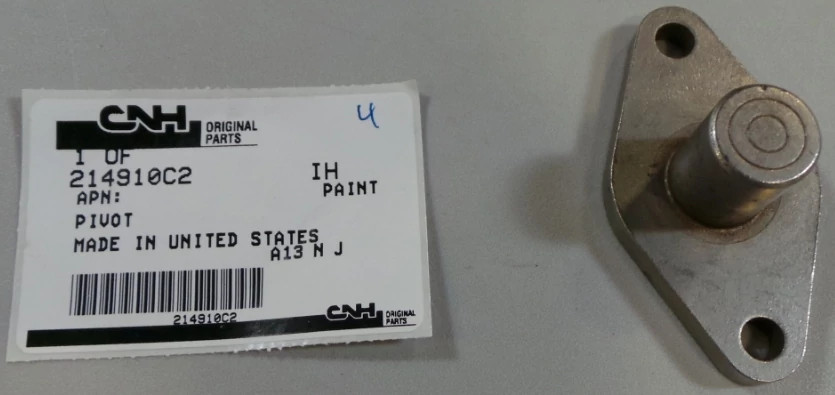 CNH ORIGINAL PARTS
4
1 OF
214910C2 IH
APN: PAINT
PIVOT
MADE IN UNITED STATES
A13 N J
214910C2
CNH ORIGINAL PARTS